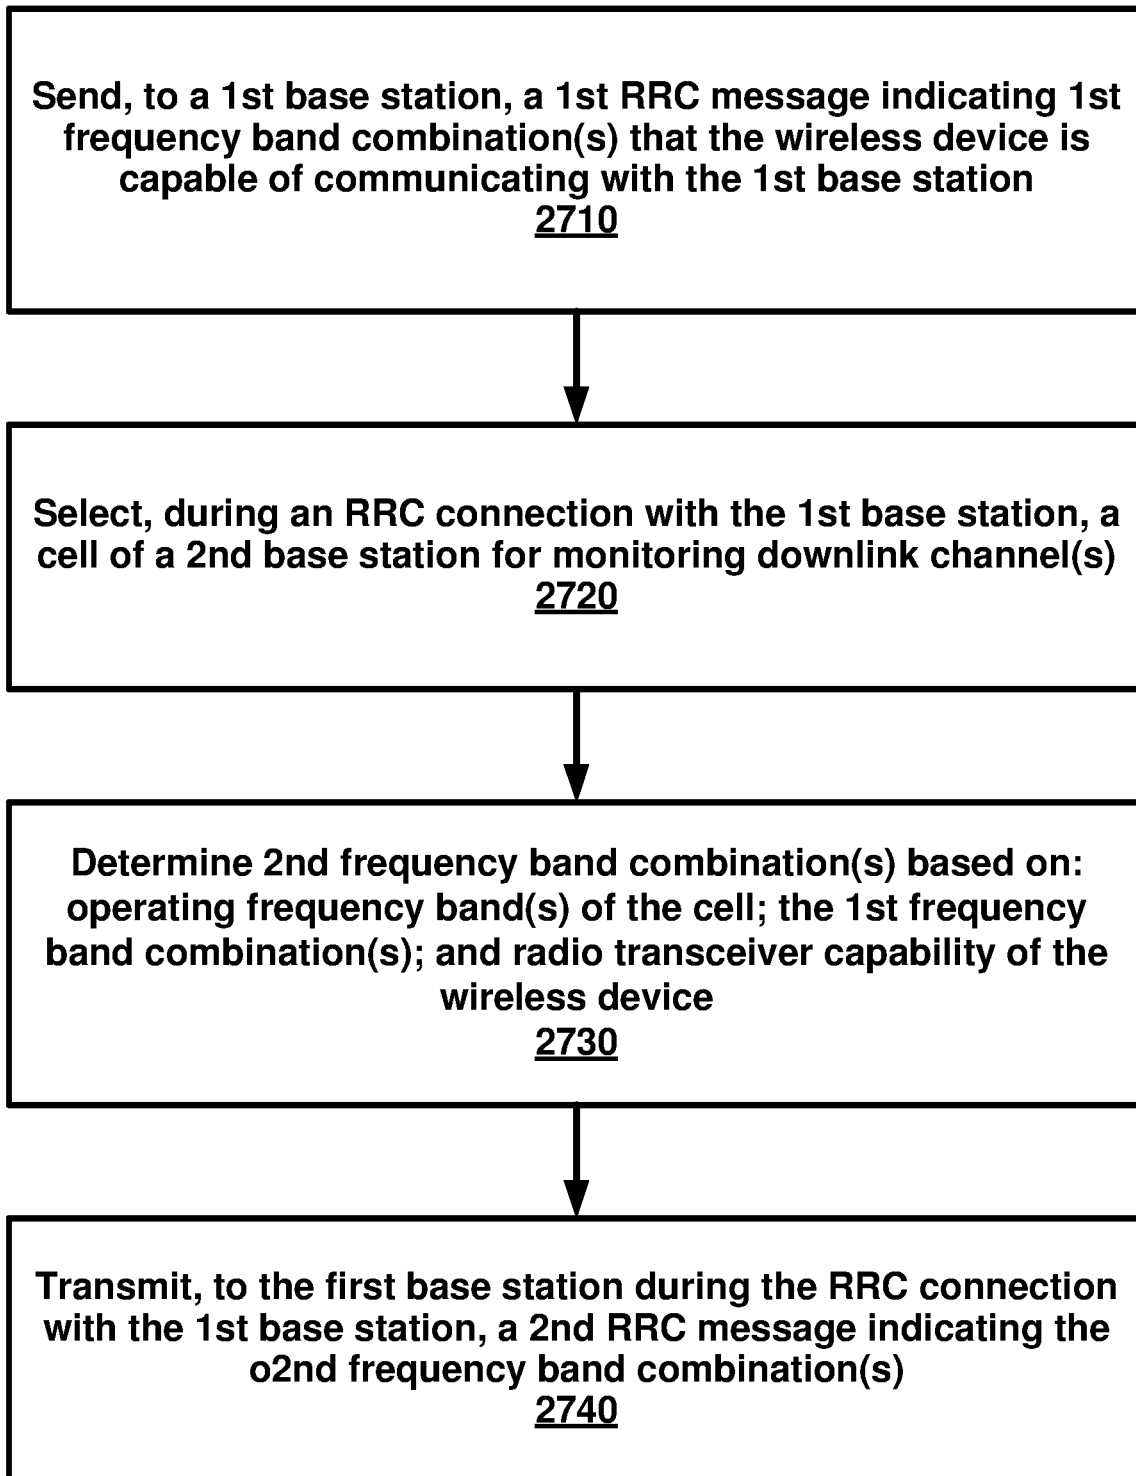 Send, to a 1st base station, a 1st RRC message indicating 1st
frequency band combination(s) that the wireless device is
capable of communicating with the 1st base station
2710
Select, during an RRC connection with the 1st base station, a
cell of a 2nd base station for monitoring downlink channel(s)
2720
Determine 2nd frequency band combination(s) based on:
operating frequency band(s) of the cell; the 1st frequency
band combination(s); and radio transceiver capability of the
wireless device
2730
Transmit, to the first base station during the RRC connection
with the 1st base station, a 2nd RRC message indicating the
o2nd frequency band combination(s)
2740